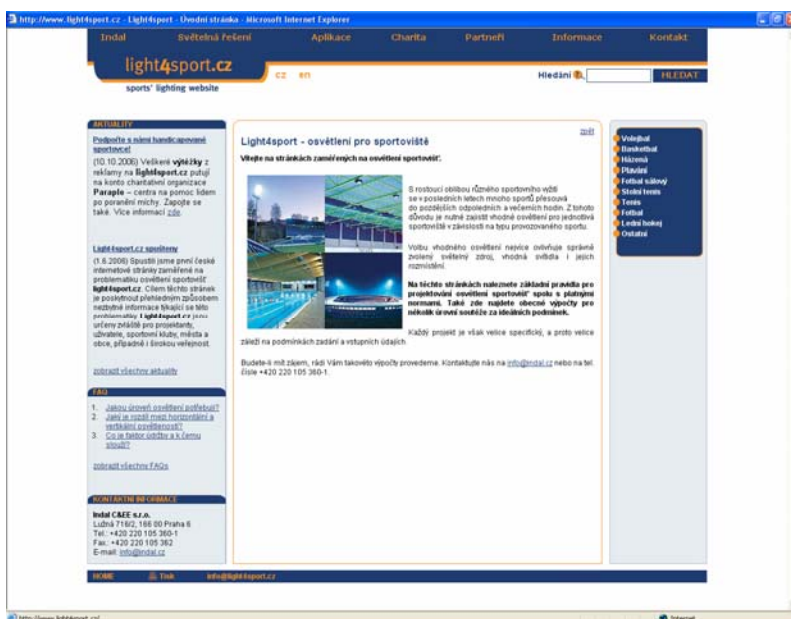 http://www.light4sport.cz - Light4sport - Úvodní stránka - Microsoft Internet Explorer
Indal Světelná řešení Aplikace Charita Partneři Informace Kontakt
light4sport.cz
sports' lighting website
cz en
Hledání
HLEDAT
AKTUALITY
Podpořte s námi handicapované
sportovce!
(10.10.2006) Veškeré výtěžky z
reklamy na light4sport.cz putují
na konto charitativní organizace
Paraple – centra na pomoc lidem
po poranění míchy. Zapojte se
také. Více informací zde.
Light4sport.cz spuštěny
(1.6.2006) Spustili jsme první české
internetové stránky zaměřené na
problematiku osvětlení sportovišť
light4sport.cz. Cílem těchto stránek
je poskytnout přehledným způsobem
nezbytné informace týkající se této
problematiky. Light4sport.cz jsou
určeny zvláště pro projektanty,
uživatele, sportovní kluby, města a
obce, případně i širokou veřejnost.
zobrazit všechny aktuality
FAQ
1. Jakou úroveň osvětlení potřebuji?
2. Jaký je rozdíl mezi horizontální a
vertikální osvětleností?
3. Co je faktor údržby a k čemu
slouží?
zobrazit všechny FAQs
KONTAKTNÍ INFORMACE
Indal C&EE s.r.o.
Lužná 716/2, 166 00 Praha 6
Tel.: +420 220 105 360-1
Fax.: +420 220 105 362
E-mail: info@indal.cz
zpět
Light4sport - osvětlení pro sportoviště
Vítejte na stránkách zaměřených na osvětlení sportovišť.
S rostoucí oblibou různého sportovního vyžití
se v posledních letech mnoho sportů přesouvá
do pozdějších odpoledních a večerních hodin. Z tohoto
důvodu je nutné zajistit vhodné osvětlení pro jednotlivá
sportoviště v závislosti na typu provozovaného sportu.
Volbu vhodného osvětlení nejvíce ovlivňuje správně
zvolený světelný zdroj, vhodná svítidla i jejich
rozmístění.
Na těchto stránkách naleznete základní pravidla pro
projektování osvětlení sportovišť spolu s platnými
normami. Také zde najdete obecné výpočty pro
několik úrovní soutěže za ideálních podmínek.
Každý projekt je však velice specifický, a proto velice
záleží na podmínkách zadání a vstupních údajích.
Budete-li mít zájem, rádi Vám takovéto výpočty provedeme. Kontaktujte nás na info@indal.cz nebo na tel.
čísle +420 220 105 360-1.
Volejbal
Basketbal
Házená
Plavání
Fotbal sálový
Stolní tenis
Tenis
Fotbal
Lední hokej
Ostatní
HOME Tisk info@light4sport.cz
http://www.light4sport.cz/ Internet